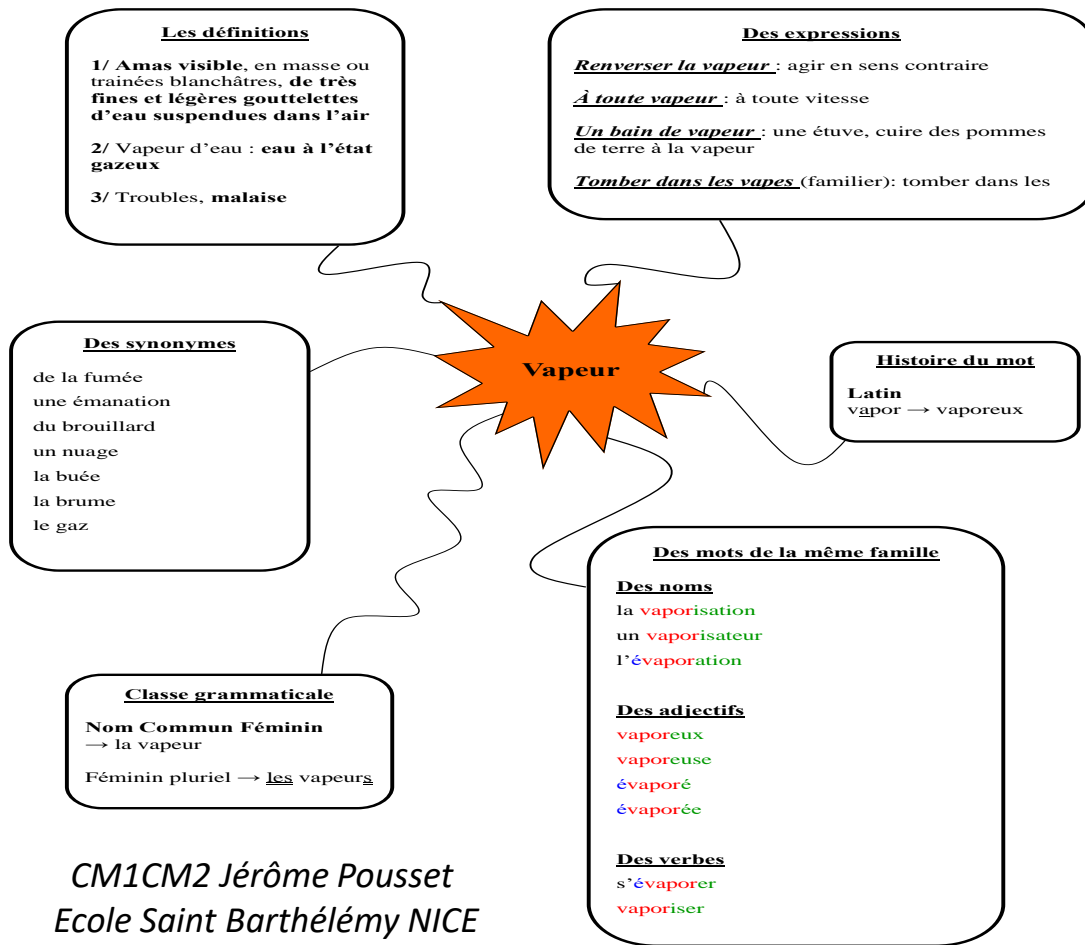 Les définitions
1/ Amas visible, en masse ou
trainées blanchâtres, de très
fines et légères gouttelettes
d'eau suspendues dans l'air
2/ Vapeur d'eau : eau à l'état
gazeux
3/ Troubles, malaise
Des expressions
Renverser la vapeur : agir en sens contraire
À toute vapeur : à toute vitesse
Un bain de vapeur : une étuve, cuire des pommes
de terre à la vapeur
Tomber dans les vapes (familier): tomber dans les
Des synonymes
de la fumée
une émanation
du brouillard
un nuage
la buée
la brume
le gaz
Vapeur
Histoire du mot
Latin
vapor → vaporeux
Classe grammaticale
Nom Commun Féminin
→ la vapeur
Féminin pluriel → les vapeurs
Des mots de la même famille
Des noms
la vaporisation
un vaporisateur
l'évaporation
Des adjectifs
vaporeux
vaporeuse
évaporé
évaporée
Des verbes
s'évaporer
vaporiser
CM1CM2 Jérôme Pousset
Ecole Saint Barthélémy NICE